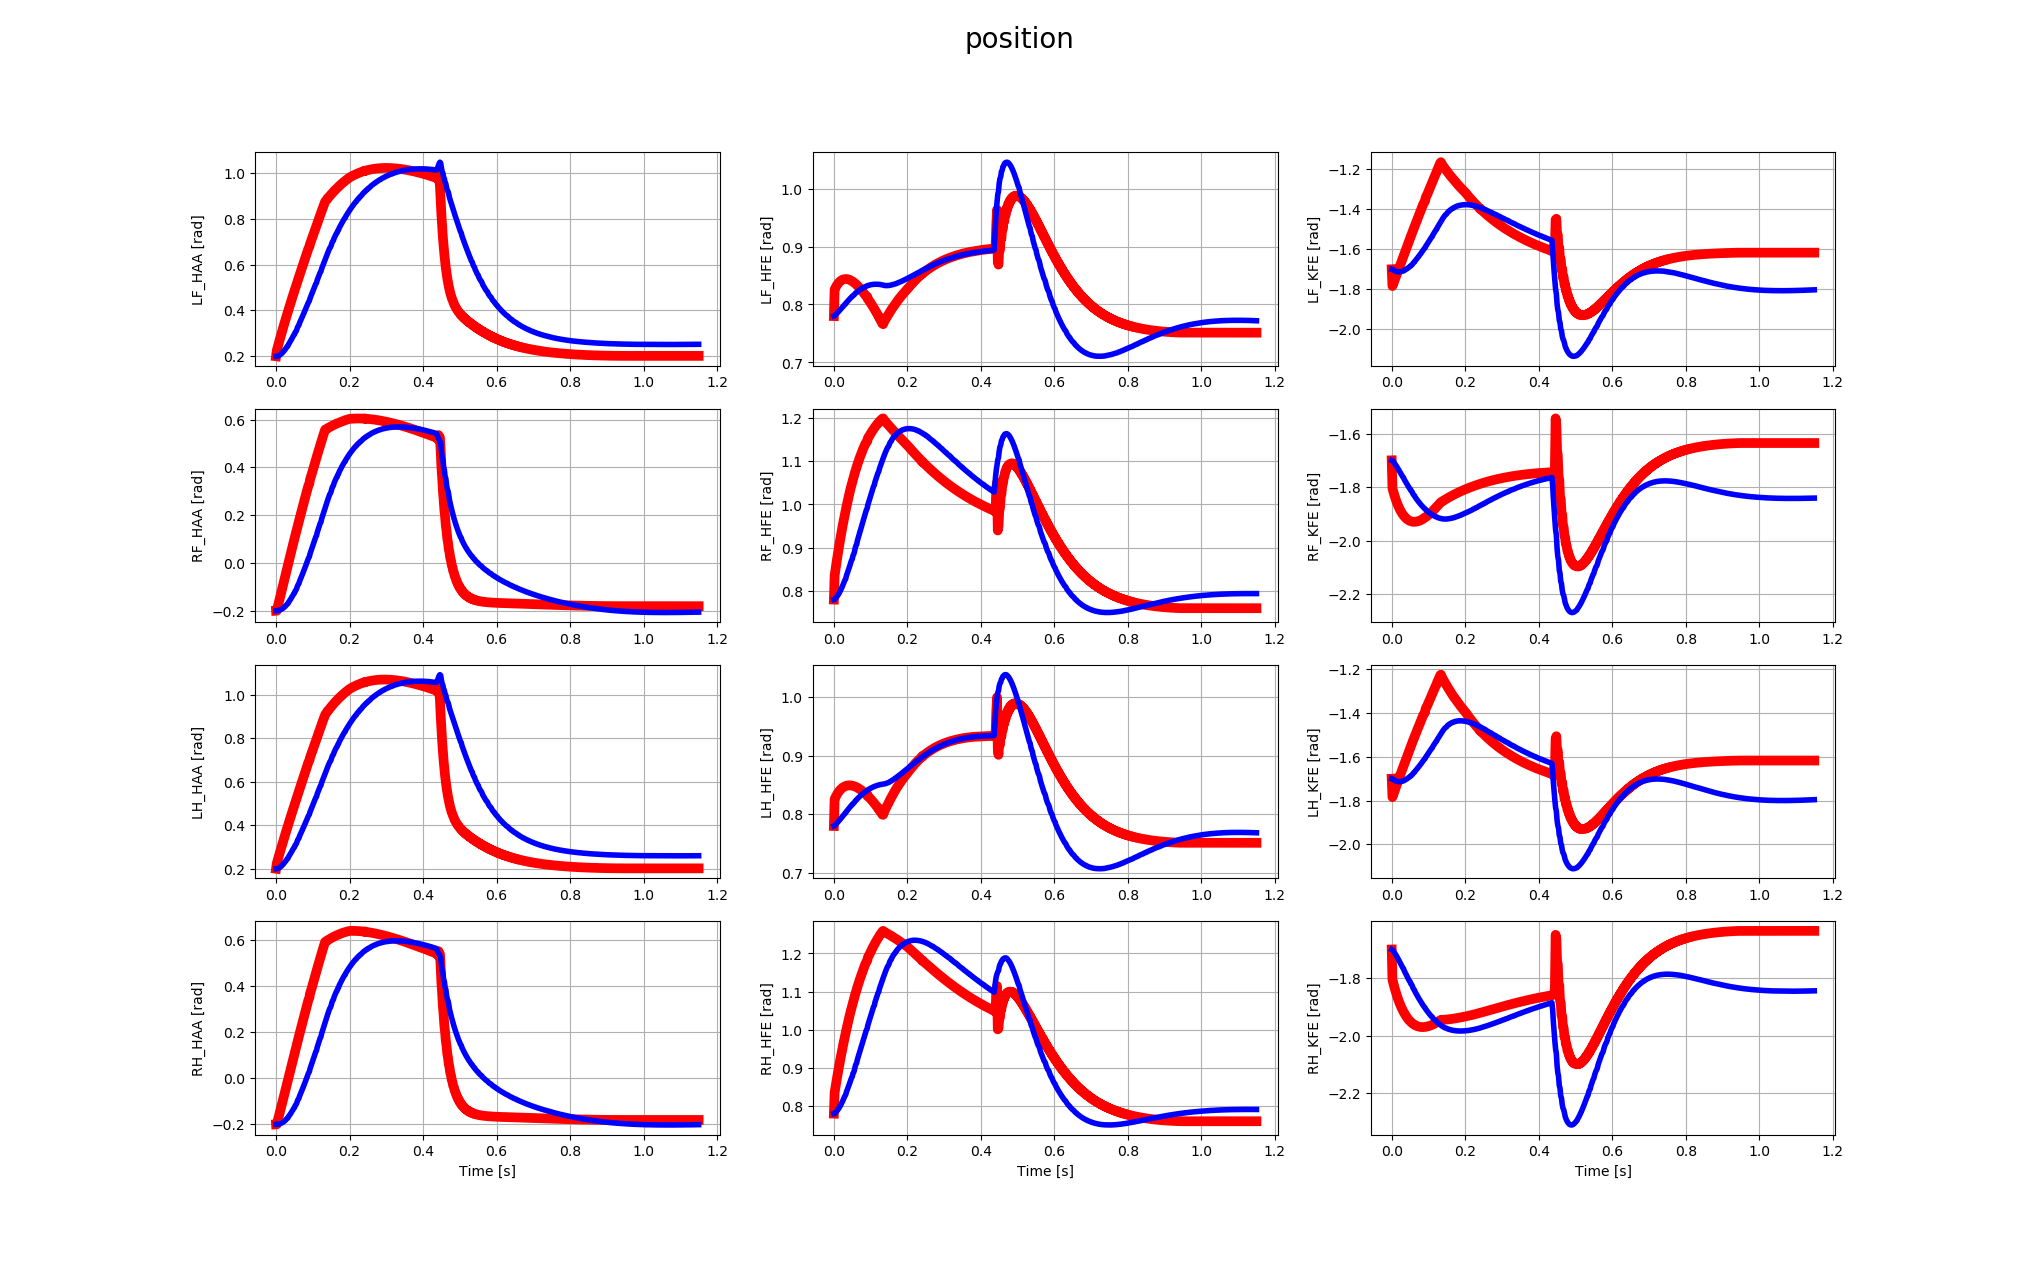 position
LF_HAA [rad]
1.0
0.8
0.6
0.4
0.2
0.0 0.2 0.4 0.6 0.8 1.0 1.2
LF_HFE [rad]
1.0
0.9
0.8
0.7
0.0 0.2 0.4 0.6 0.8 1.0 1.2
LF_KFE [rad]
−1.2
−1.4
−1.6
−1.8
−2.0
0.0 0.2 0.4 0.6 0.8 1.0 1.2
RF_HAA [rad]
0.6
0.4
0.2
0.0
−0.2
0.0 0.2 0.4 0.6 0.8 1.0 1.2
RF_HFE [rad]
1.2
1.1
1.0
0.9
0.8
0.0 0.2 0.4 0.6 0.8 1.0 1.2
RF_KFE [rad]
−1.6
−1.8
−2.0
−2.2
0.0 0.2 0.4 0.6 0.8 1.0 1.2
LH_HAA [rad]
1.0
0.8
0.6
0.4
0.2
0.0 0.2 0.4 0.6 0.8 1.0 1.2
LH_HFE [rad]
1.0
0.9
0.8
0.7
0.0 0.2 0.4 0.6 0.8 1.0 1.2
LH_KFE [rad]
−1.2
−1.4
−1.6
−1.8
−2.0
0.0 0.2 0.4 0.6 0.8 1.0 1.2
RH_HAA [rad]
0.6
0.4
0.2
0.0
−0.2
0.0 0.2 0.4 0.6 0.8 1.0 1.2
Time [s]
RH_HFE [rad]
1.2
1.1
1.0
0.9
0.8
0.0 0.2 0.4 0.6 0.8 1.0 1.2
Time [s]
RH_KFE [rad]
−1.8
−2.0
−2.2
0.0 0.2 0.4 0.6 0.8 1.0 1.2
Time [s]